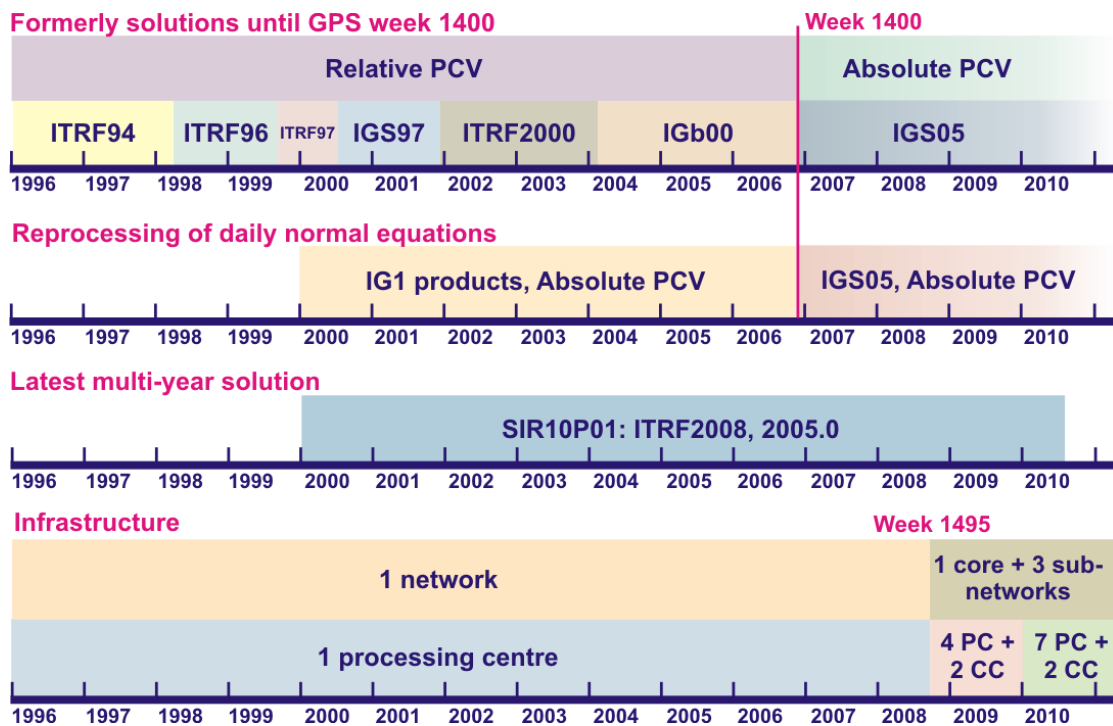 Formerly solutions until GPS week 1400
Week 1400
Relative PCV
Absolute PCV
ITRF94 ITRF96 ITRF97 IGS97 ITRF2000 IGb00 IGS05
1996 1997 1998 1999 2000 2001 2002 2003 2004 2005 2006 2007 2008 2009 2010
Reprocessing of daily normal equations
IG1 products, Absolute PCV
IGS05, Absolute PCV
1996 1997 1998 1999 2000 2001 2002 2003 2004 2005 2006 2007 2008 2009 2010
Latest multi-year solution
SIR10P01: ITRF2008, 2005.0
1996 1997 1998 1999 2000 2001 2002 2003 2004 2005 2006 2007 2008 2009 2010
Infrastructure
Week 1495
1 network
1 core + 3 sub-
networks
1 processing centre
4 PC +
2 CC
7 PC +
2 CC
1996 1997 1998 1999 2000 2001 2002 2003 2004 2005 2006 2007 2008 2009 2010